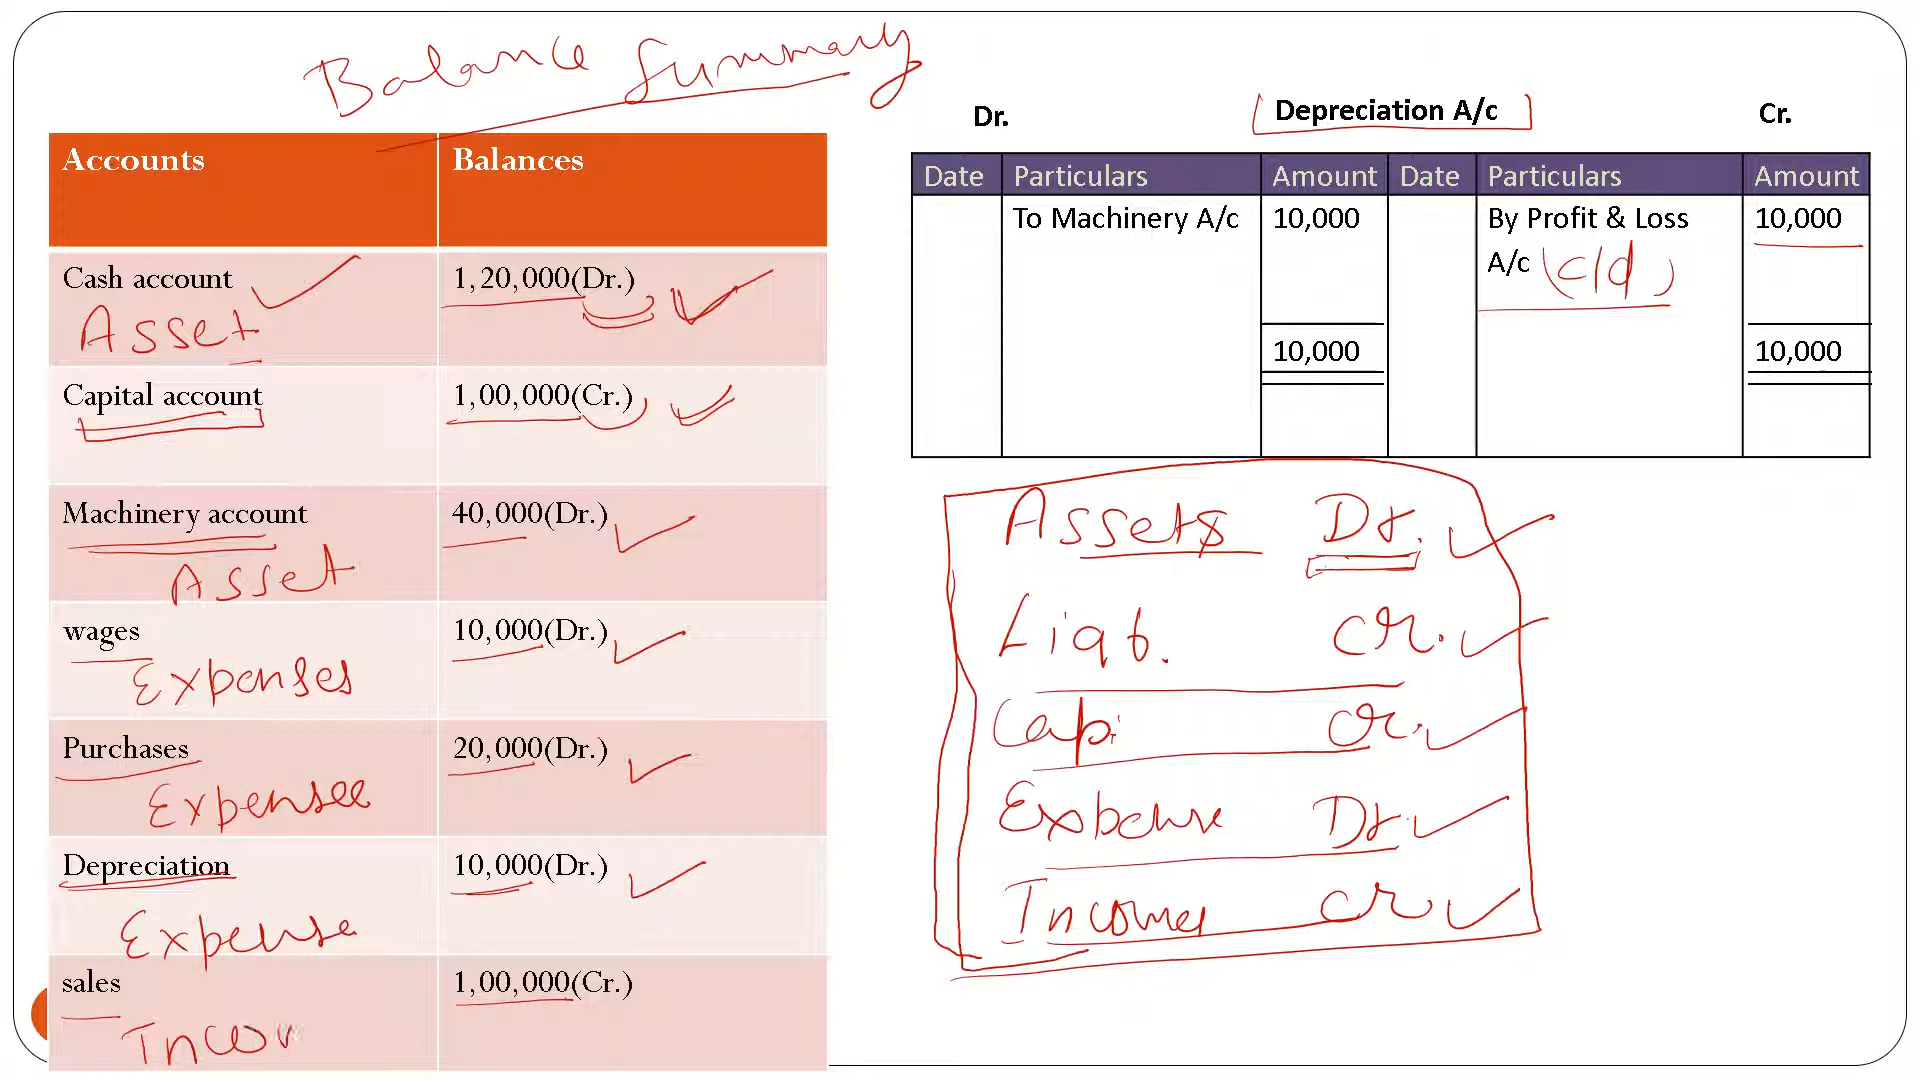 Balance Summary
Accounts Balances
Cash account 1,20,000(Dr.)
Asset
Capital account 1,00,000(Cr.)
Machinery account 40,000(Dr.)
Asset
wages 10,000(Dr.)
Expenses
Purchases 20,000(Dr.)
Expenses
Depreciation 10,000(Dr.)
Expense
sales 1,00,000(Cr.)
Incom
Dr. Depreciation A/c Cr.
Date Particulars Amount Date Particulars Amount
To Machinery A/c 10,000 By Profit & Loss 10,000
A/c (c/d)
10,000 10,000
Assets Dr.
Liab. Cr.
Capi Cr.
Expense Dr.
Income Cr